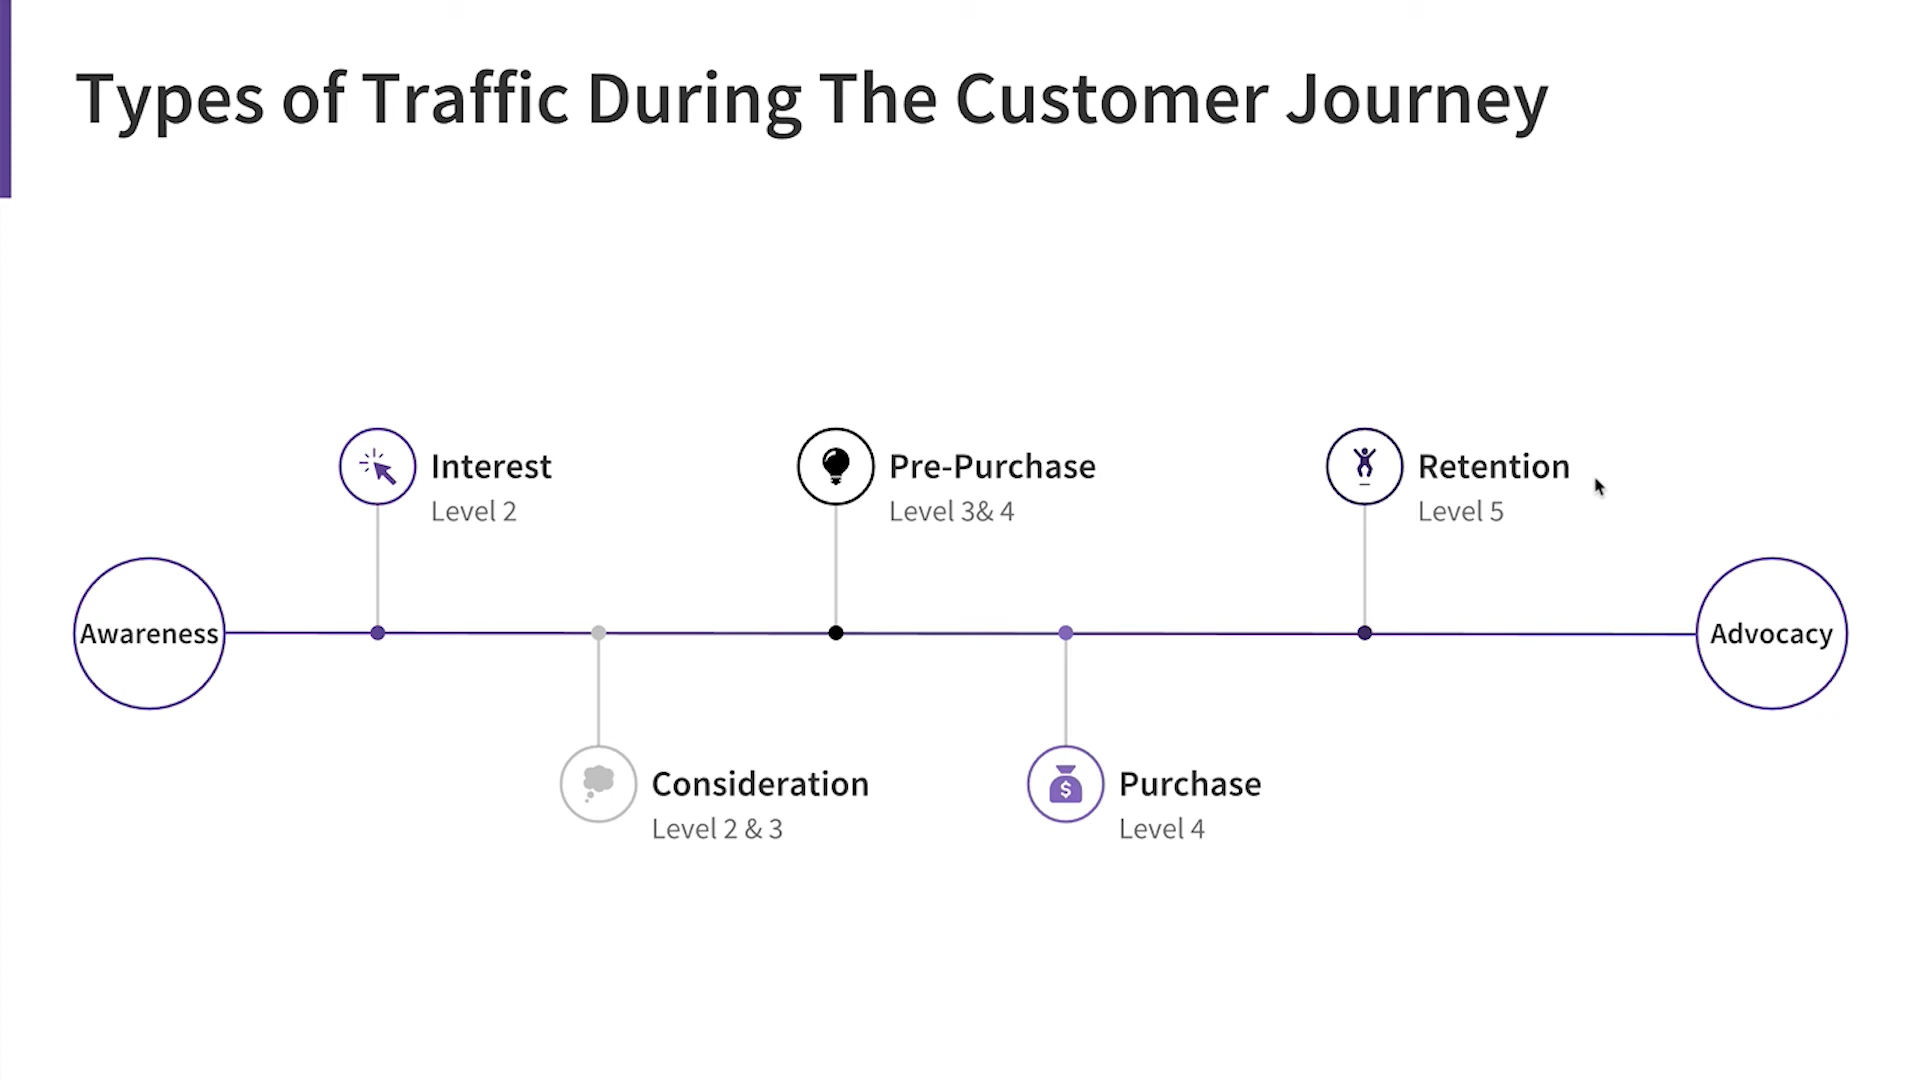 Types of Traffic During The Customer Journey
Awareness
Interest
Level 2
Consideration
Level 2 & 3
Pre-Purchase
Level 3& 4
Purchase
$
Level 4
Retention
Level 5
Advocacy